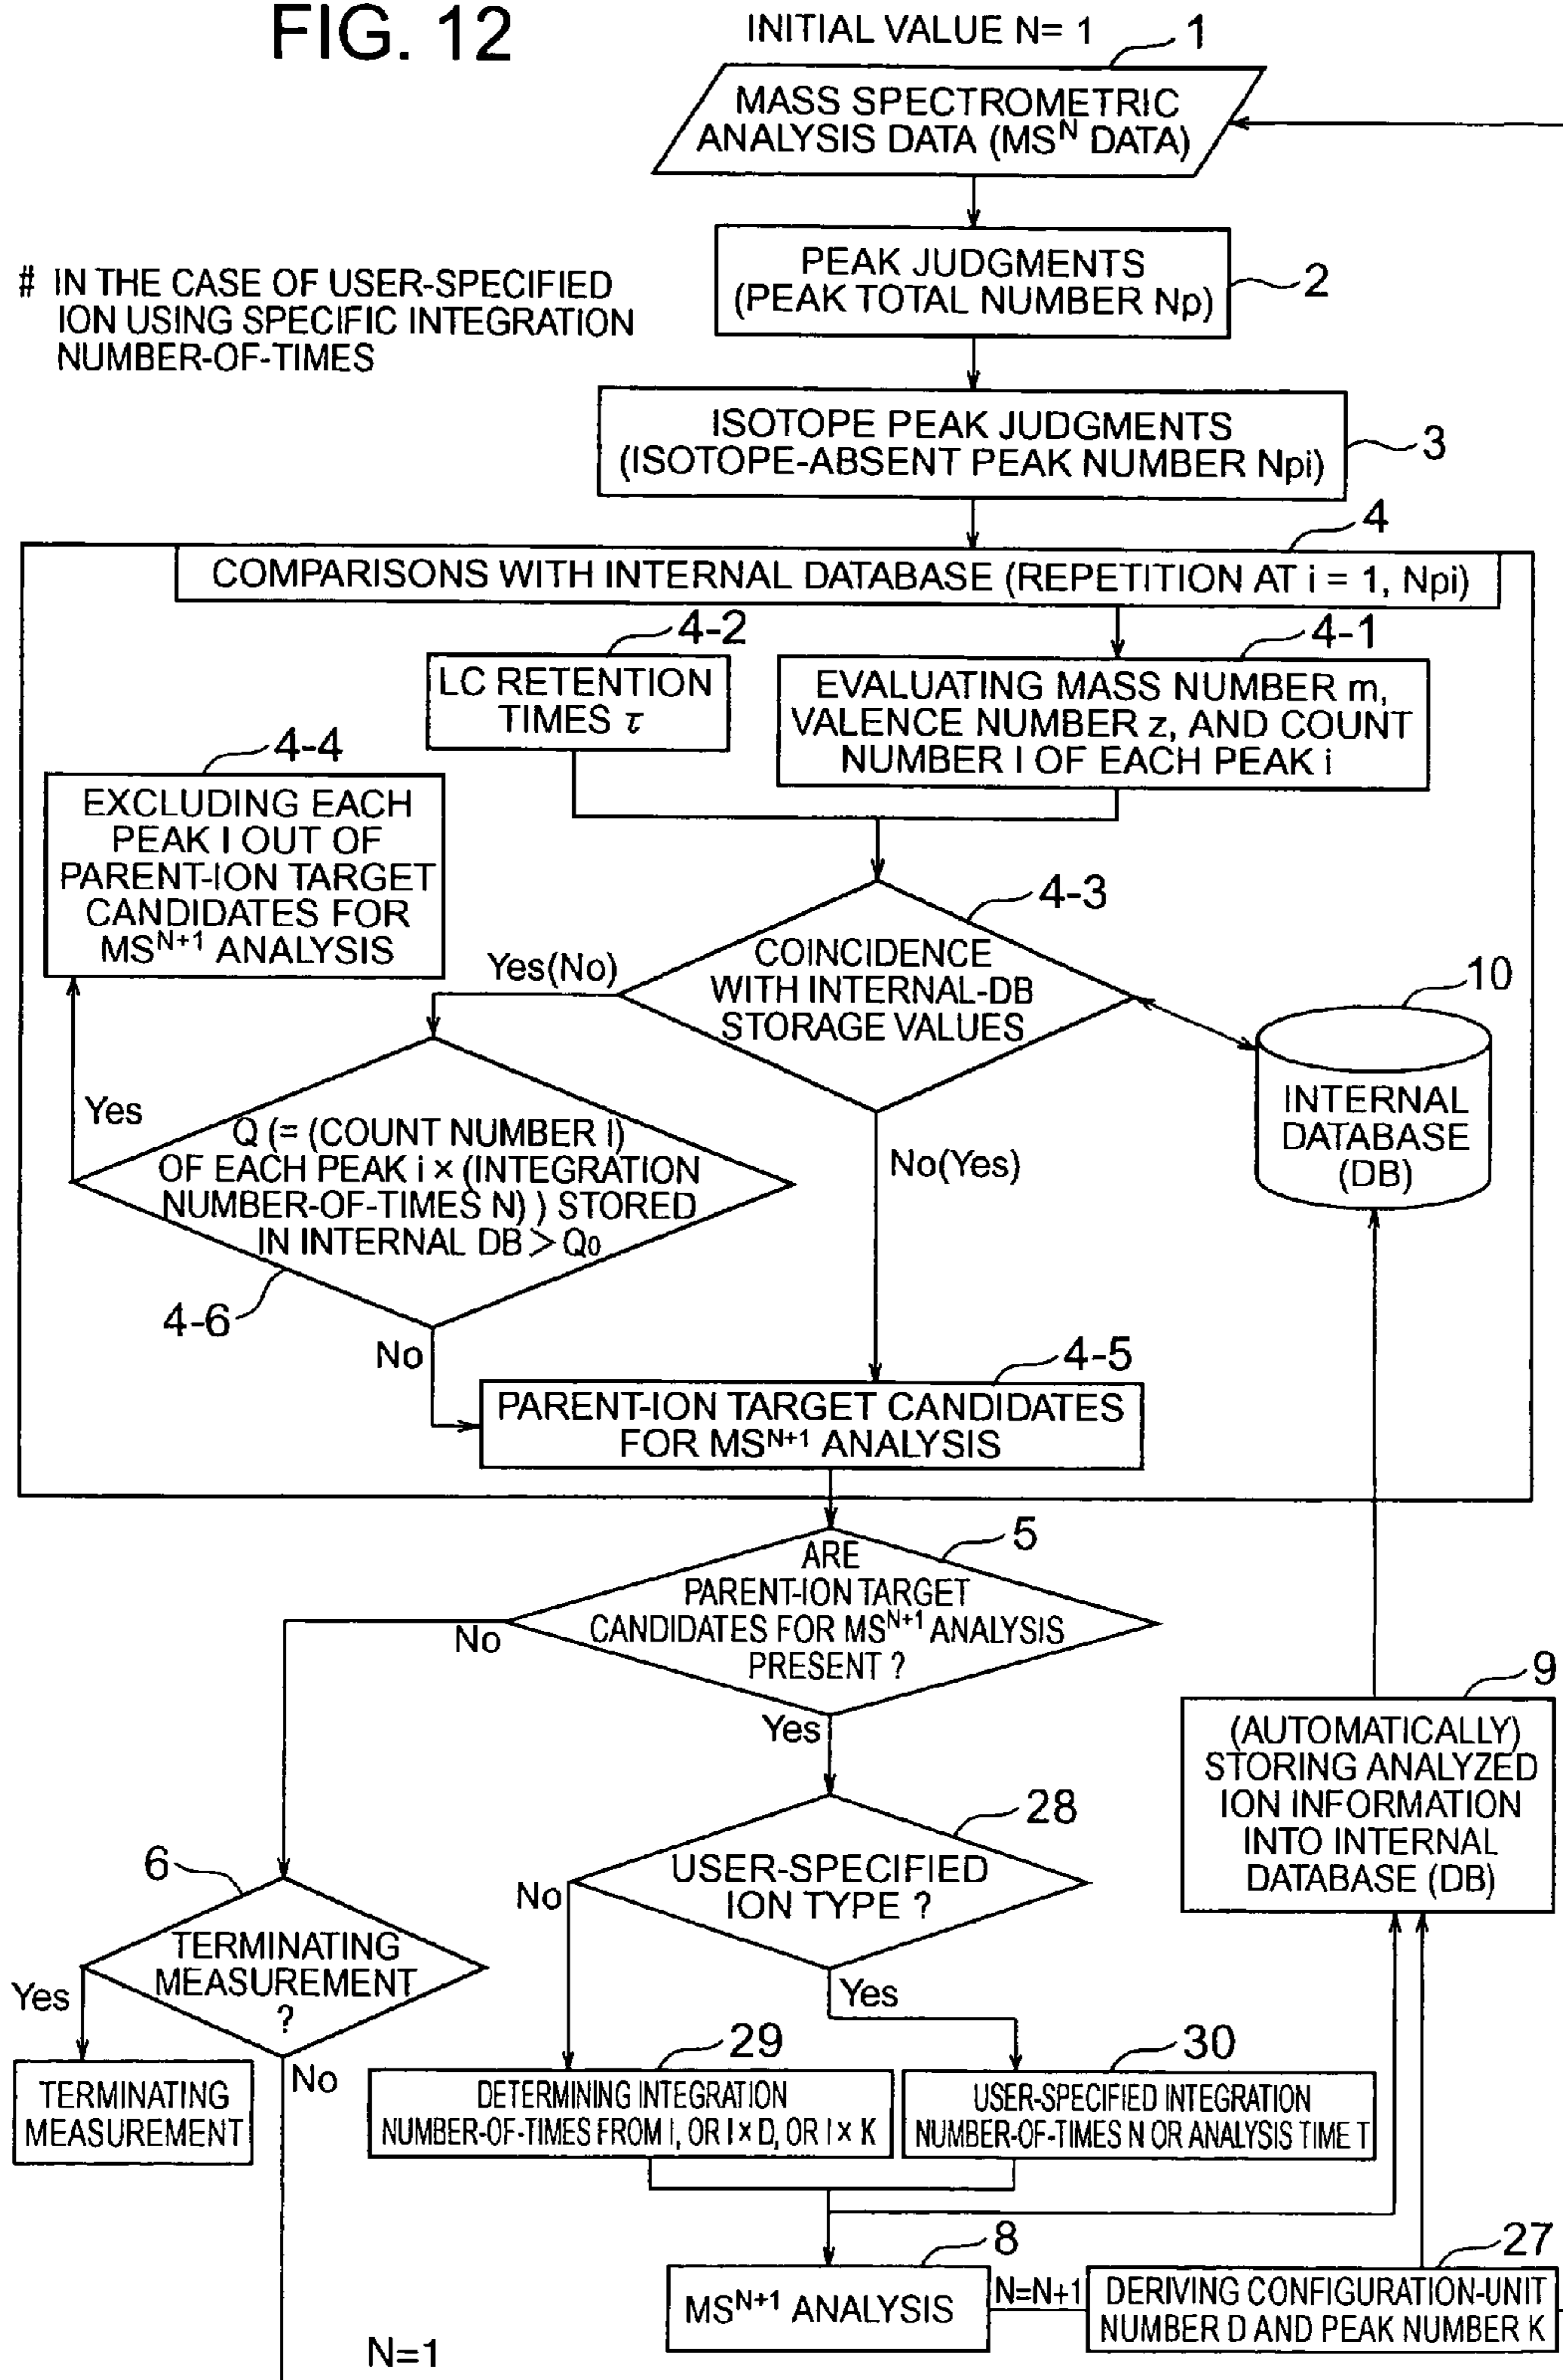 FIG. 12
INITIAL VALUE N= 1
1
MASS SPECTROMETRIC
ANALYSIS DATA (MS^N DATA)
# IN THE CASE OF USER-SPECIFIED
ION USING SPECIFIC INTEGRATION
NUMBER-OF-TIMES
PEAK JUDGMENTS
(PEAK TOTAL NUMBER Np)
2
ISOTOPE PEAK JUDGMENTS
(ISOTOPE-ABSENT PEAK NUMBER Npi)
3
4
COMPARISONS WITH INTERNAL DATABASE (REPETITION AT i = 1, Npi)
4-2
LC RETENTION
TIMES τ
4-1
EVALUATING MASS NUMBER m,
VALENCE NUMBER z, AND COUNT
NUMBER I OF EACH PEAK i
4-4
EXCLUDING EACH
PEAK I OUT OF
PARENT-ION TARGET
CANDIDATES FOR
MS^N+1 ANALYSIS
4-3
COINCIDENCE
WITH INTERNAL-DB
STORAGE VALUES
Yes(No)
No(Yes)
10
INTERNAL
DATABASE
(DB)
Yes
Q (= (COUNT NUMBER I)
OF EACH PEAK i × (INTEGRATION
NUMBER-OF-TIMES N) ) STORED
IN INTERNAL DB > Q0
4-6
No
4-5
PARENT-ION TARGET CANDIDATES
FOR MS^N+1 ANALYSIS
5
ARE
PARENT-ION TARGET
CANDIDATES FOR MS^N+1 ANALYSIS
PRESENT ?
No
Yes
9
(AUTOMATICALLY)
STORING ANALYZED
ION INFORMATION
INTO INTERNAL
DATABASE (DB)
28
USER-SPECIFIED
ION TYPE ?
No
Yes
6
TERMINATING
MEASUREMENT
?
Yes
No
TERMINATING
MEASUREMENT
29
DETERMINING INTEGRATION
NUMBER-OF-TIMES FROM I, OR I × D, OR I × K
30
USER-SPECIFIED INTEGRATION
NUMBER-OF-TIMES N OR ANALYSIS TIME T
8
MS^N+1 ANALYSIS
N=N+1
27
DERIVING CONFIGURATION-UNIT
NUMBER D AND PEAK NUMBER K
N=1